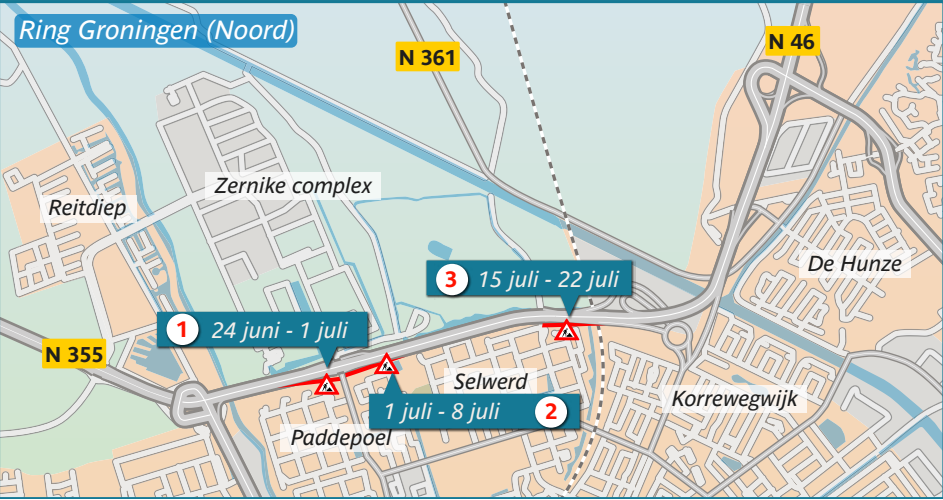 Ring Groningen (Noord)
N 361
N 46
Zernike complex
Reitdiep
De Hunze
3 15 juli - 22 juli
1 24 juni - 1 juli
N 355
Selwerd
Korrewegwijk
1 juli - 8 juli 2
Paddepoel